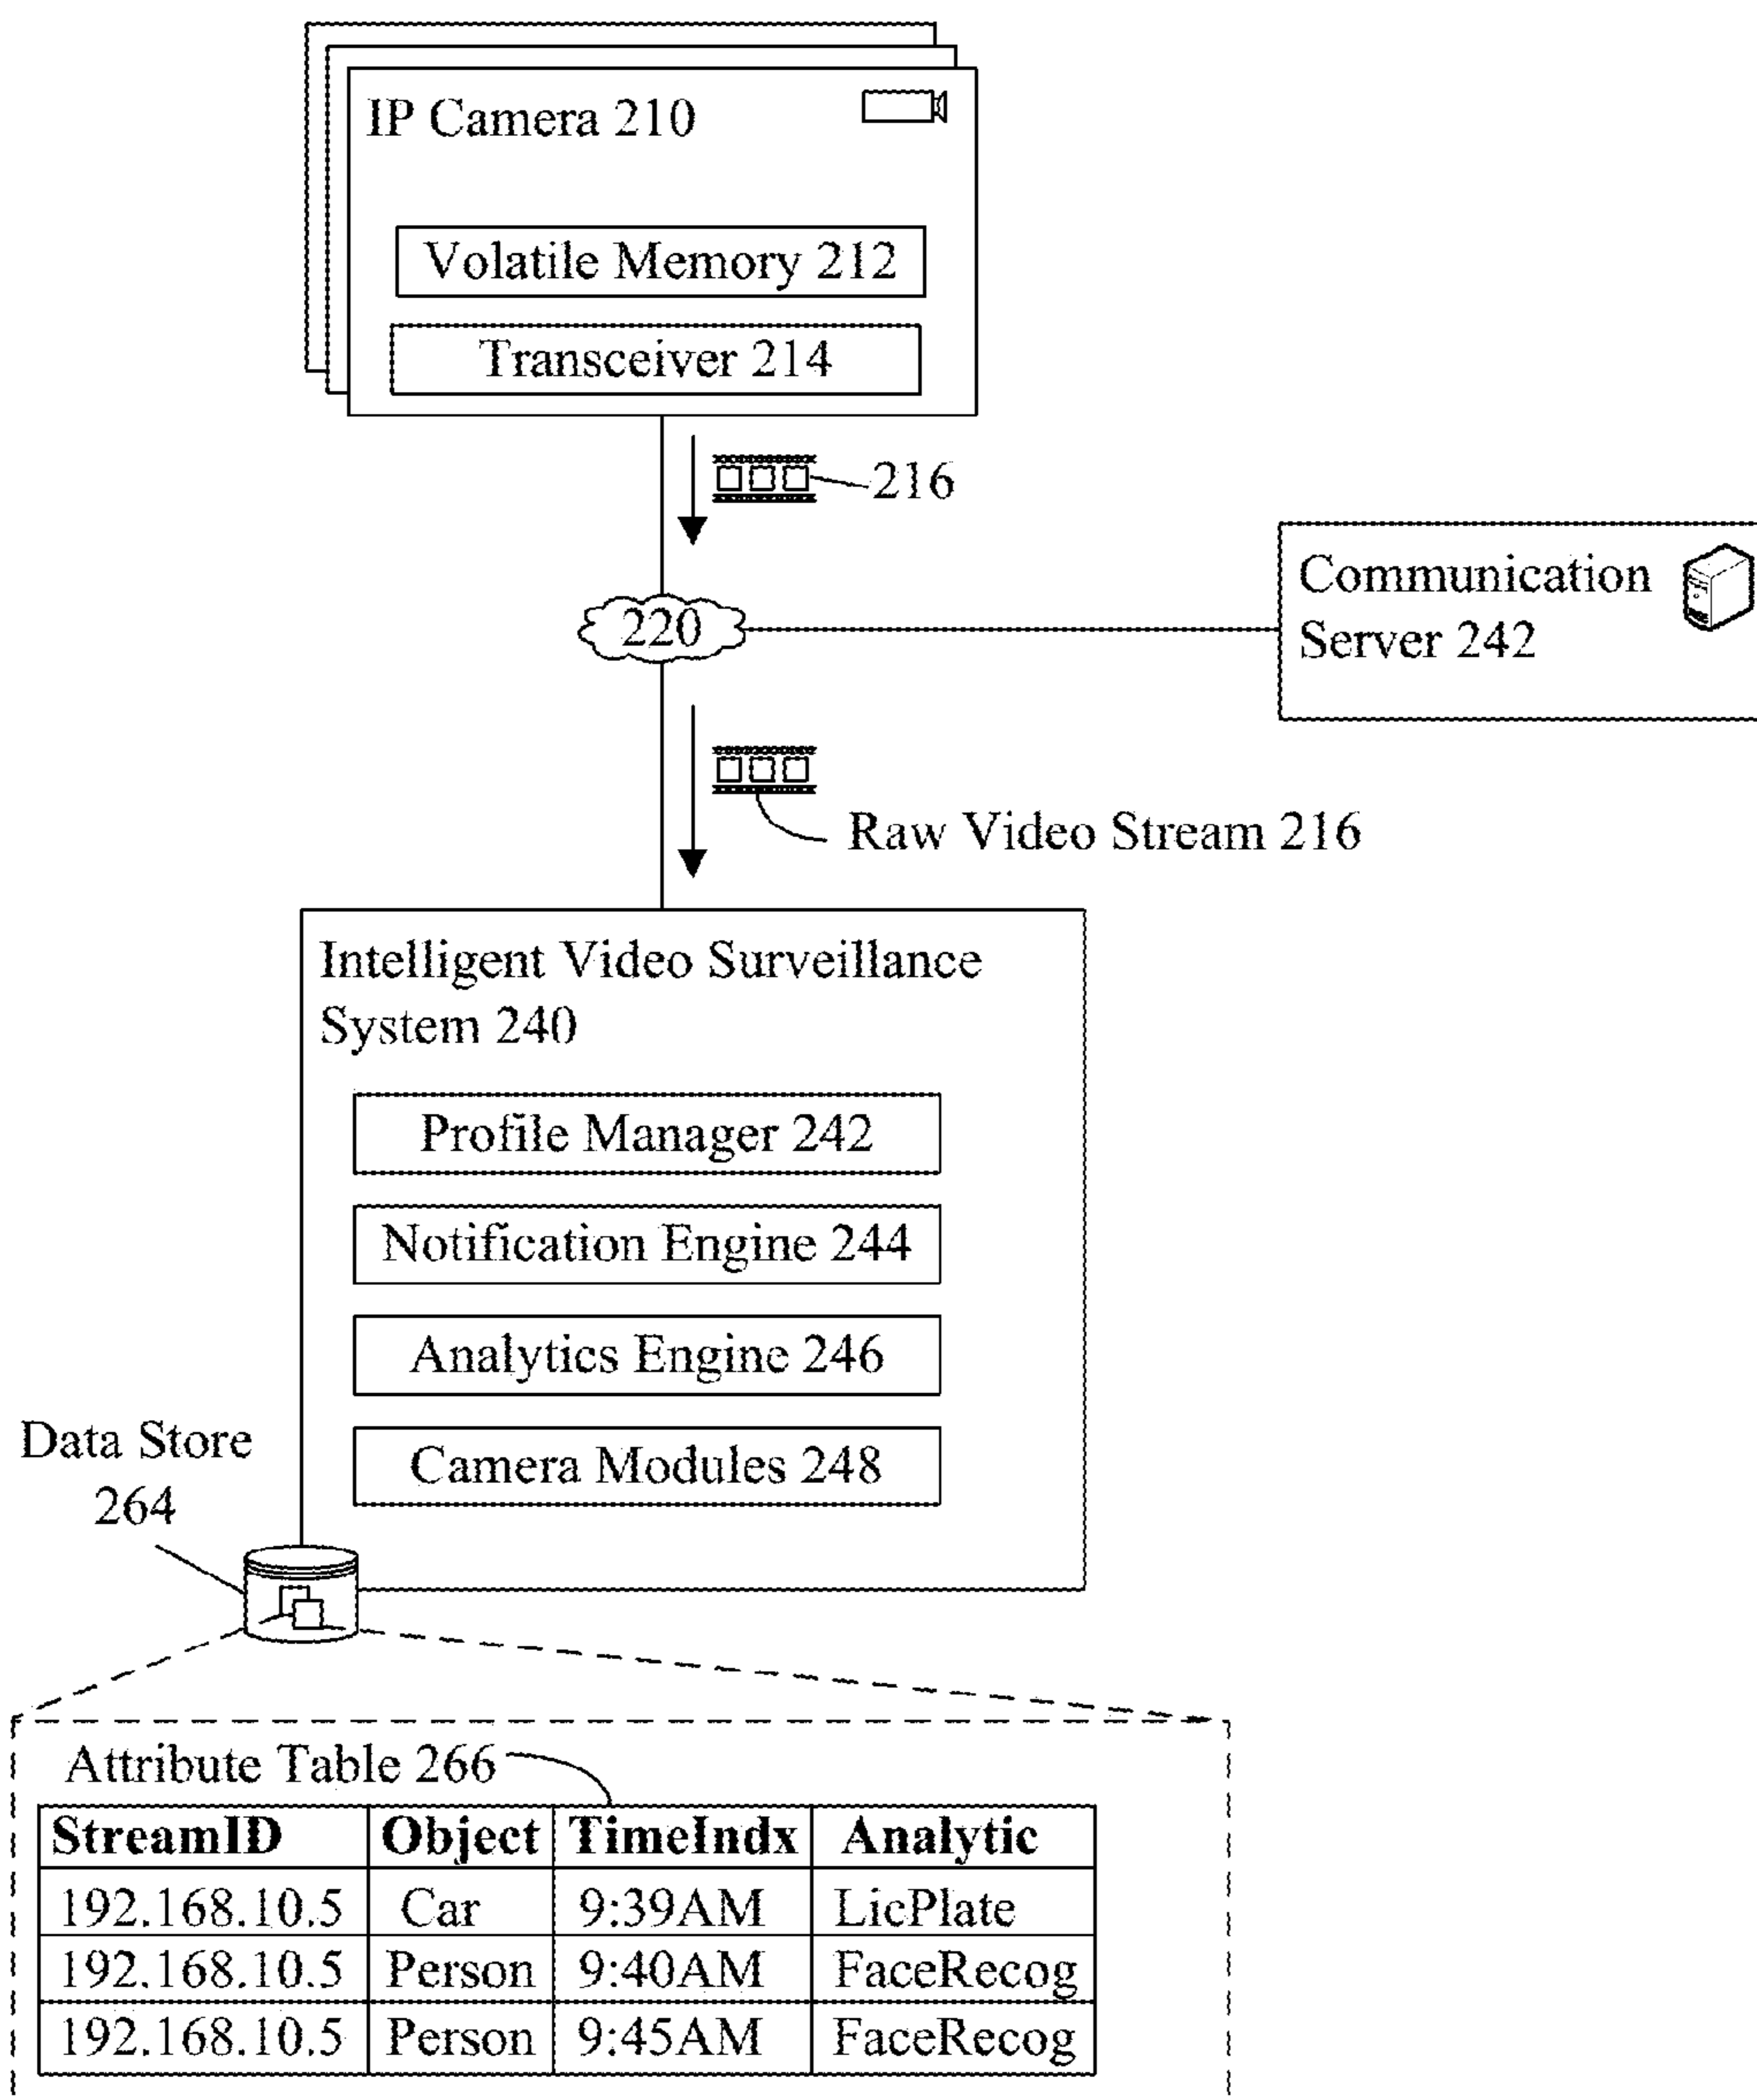 IP Camera 210
Volatile Memory 212
Transceiver 214
216
220
Communication
Server 242
Raw Video Stream 216
Intelligent Video Surveillance
System 240
Profile Manager 242
Notification Engine 244
Analytics Engine 246
Camera Modules 248
Data Store
264
Attribute Table 266
StreamID Object TimeIndx Analytic
192.168.10.5 Car 9:39AM LicPlate
192.168.10.5 Person 9:40AM FaceRecog
192.168.10.5 Person 9:45AM FaceRecog